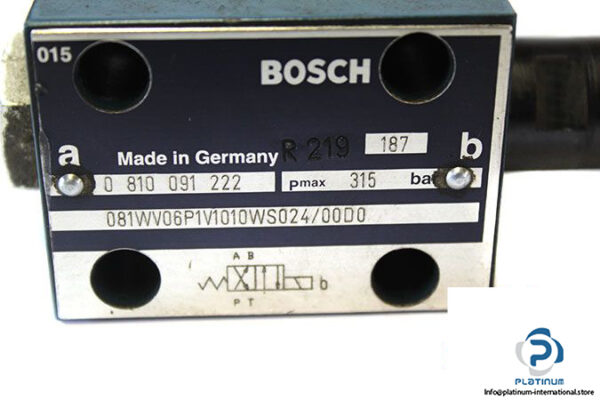 015
BOSCH
a Made in Germany R 219 187 b
0 810 091 222 pmax 315 ba
081WV06P1V1010WS024/00D0
A B
b
P T
PLATINUM
Info@platinum-international.store